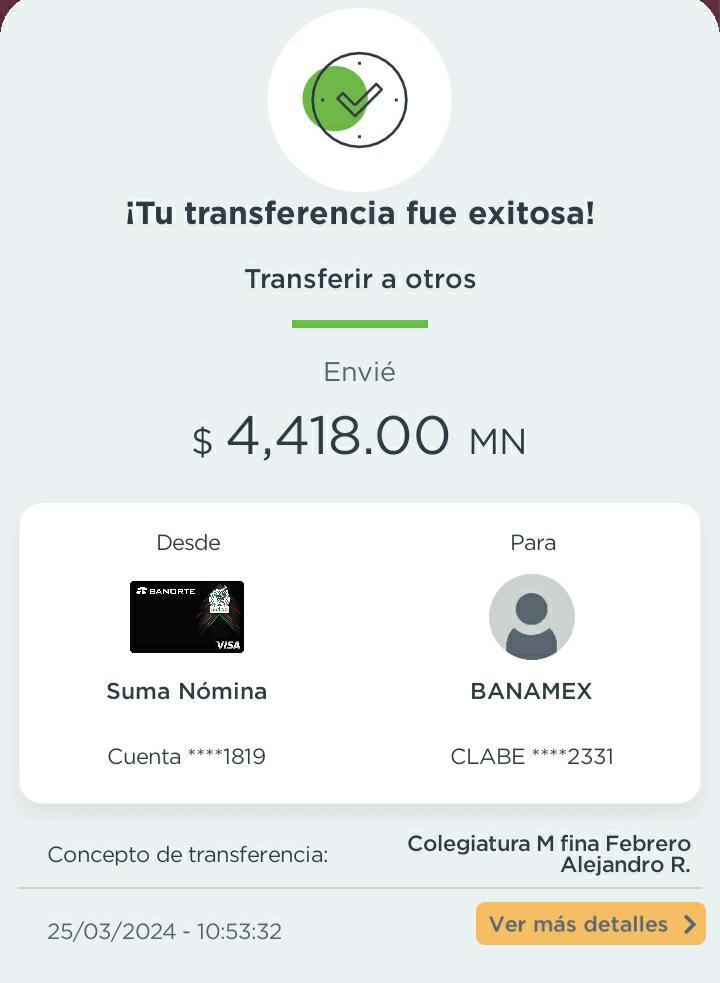 ¡Tu transferencia fue exitosa!
Transferir a otros
Envié
$ 4,418.00 MN
Desde
Para
BANORTE
VISA
Suma Nómina
BANAMEX
Cuenta ****1819
CLABE ****2331
Concepto de transferencia:
Colegiatura M fina Febrero
Alejandro R.
25/03/2024 - 10:53:32
Ver más detalles